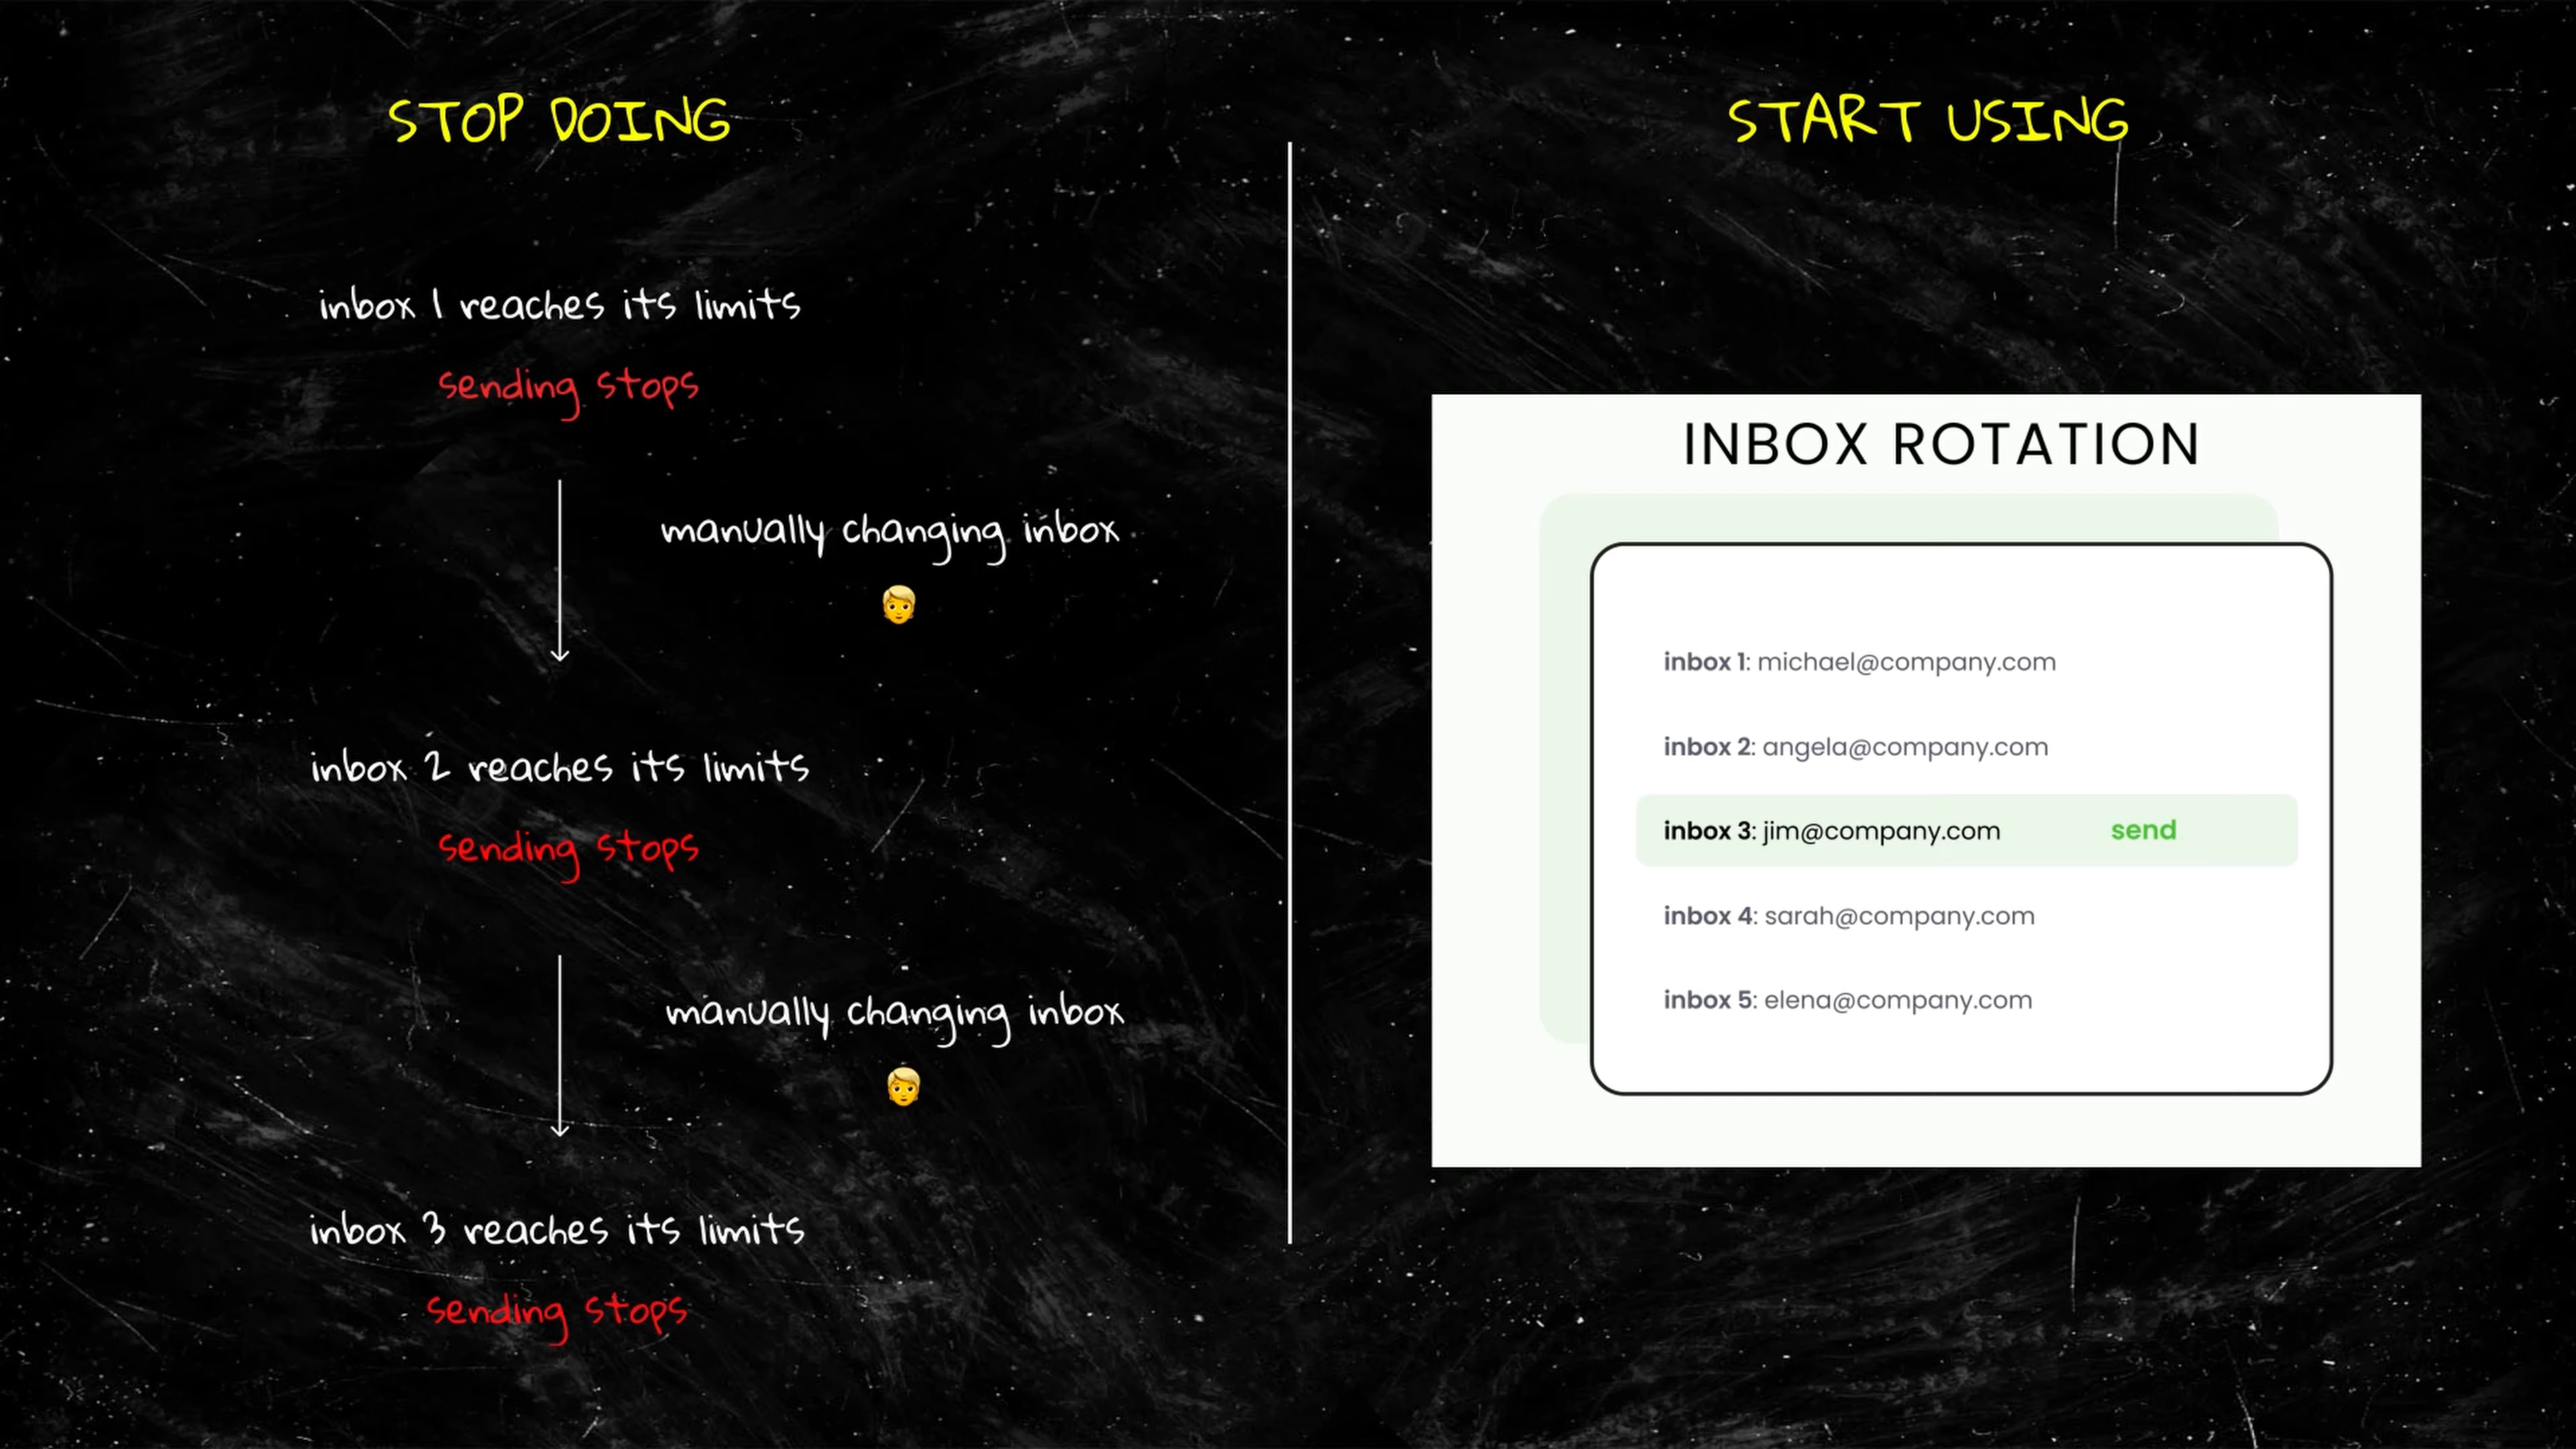 STOP DOING
inbox 1 reaches its limits
sending stops
manually changing inbox
inbox 2 reaches its limits
sending stops
manually changing inbox
inbox 3 reaches its limits
sending stops
START USING
INBOX ROTATION
inbox 1: michael@company.com
inbox 2: angela@company.com
inbox 3: jim@company.com send
inbox 4: sarah@company.com
inbox 5: elena@company.com